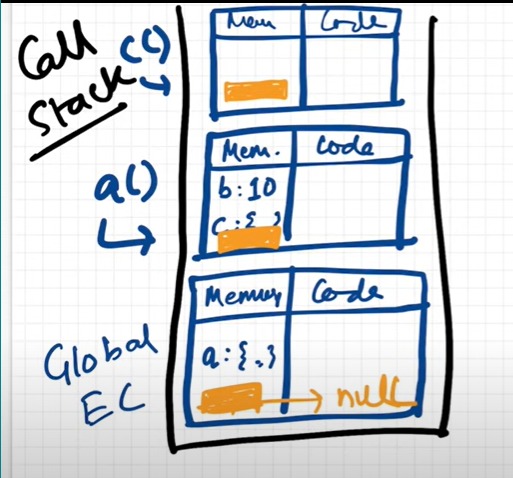 Call
Stack
c()
Mem
Code
a()
Mem.
Code
b:10
c:{ }
Global
EC
Memory
Code
a:{..}
null